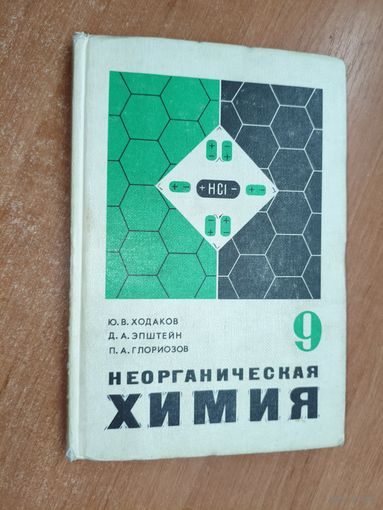 + HCl -
Ю. В. ХОДАКОВ
Д. А. ЭПШТЕЙН
П. А. ГЛОРИОЗОВ
9
НЕОРГАНИЧЕСКАЯ
ХИМИЯ